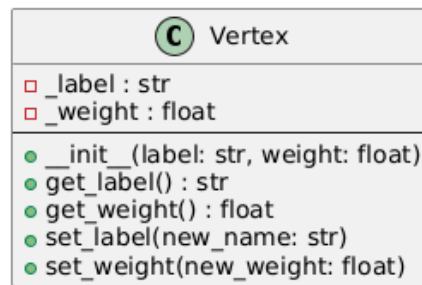 C Vertex
_label : str
_weight : float
__init__(label: str, weight: float)
get_label() : str
get_weight() : float
set_label(new_name: str)
set_weight(new_weight: float)